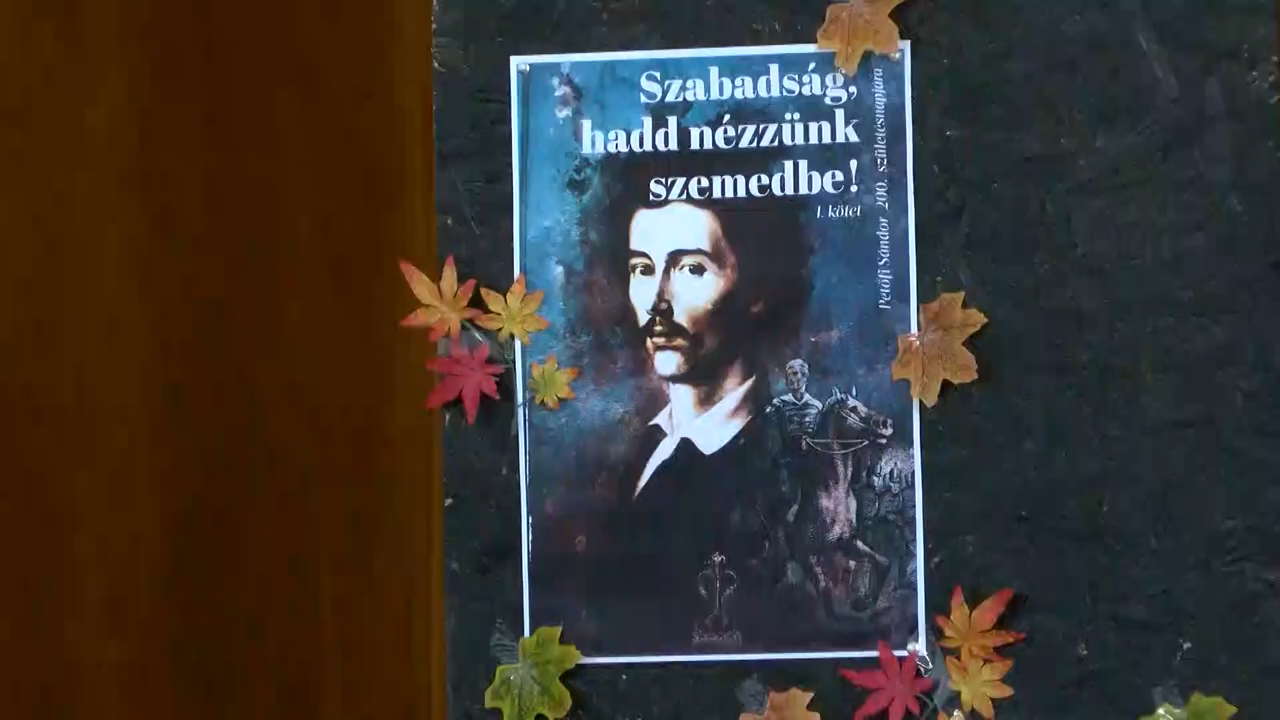 Szabadság,
hadd nézzünk
szemedbe!
I. kötet
Petőfi Sándor 200. születésnapjára